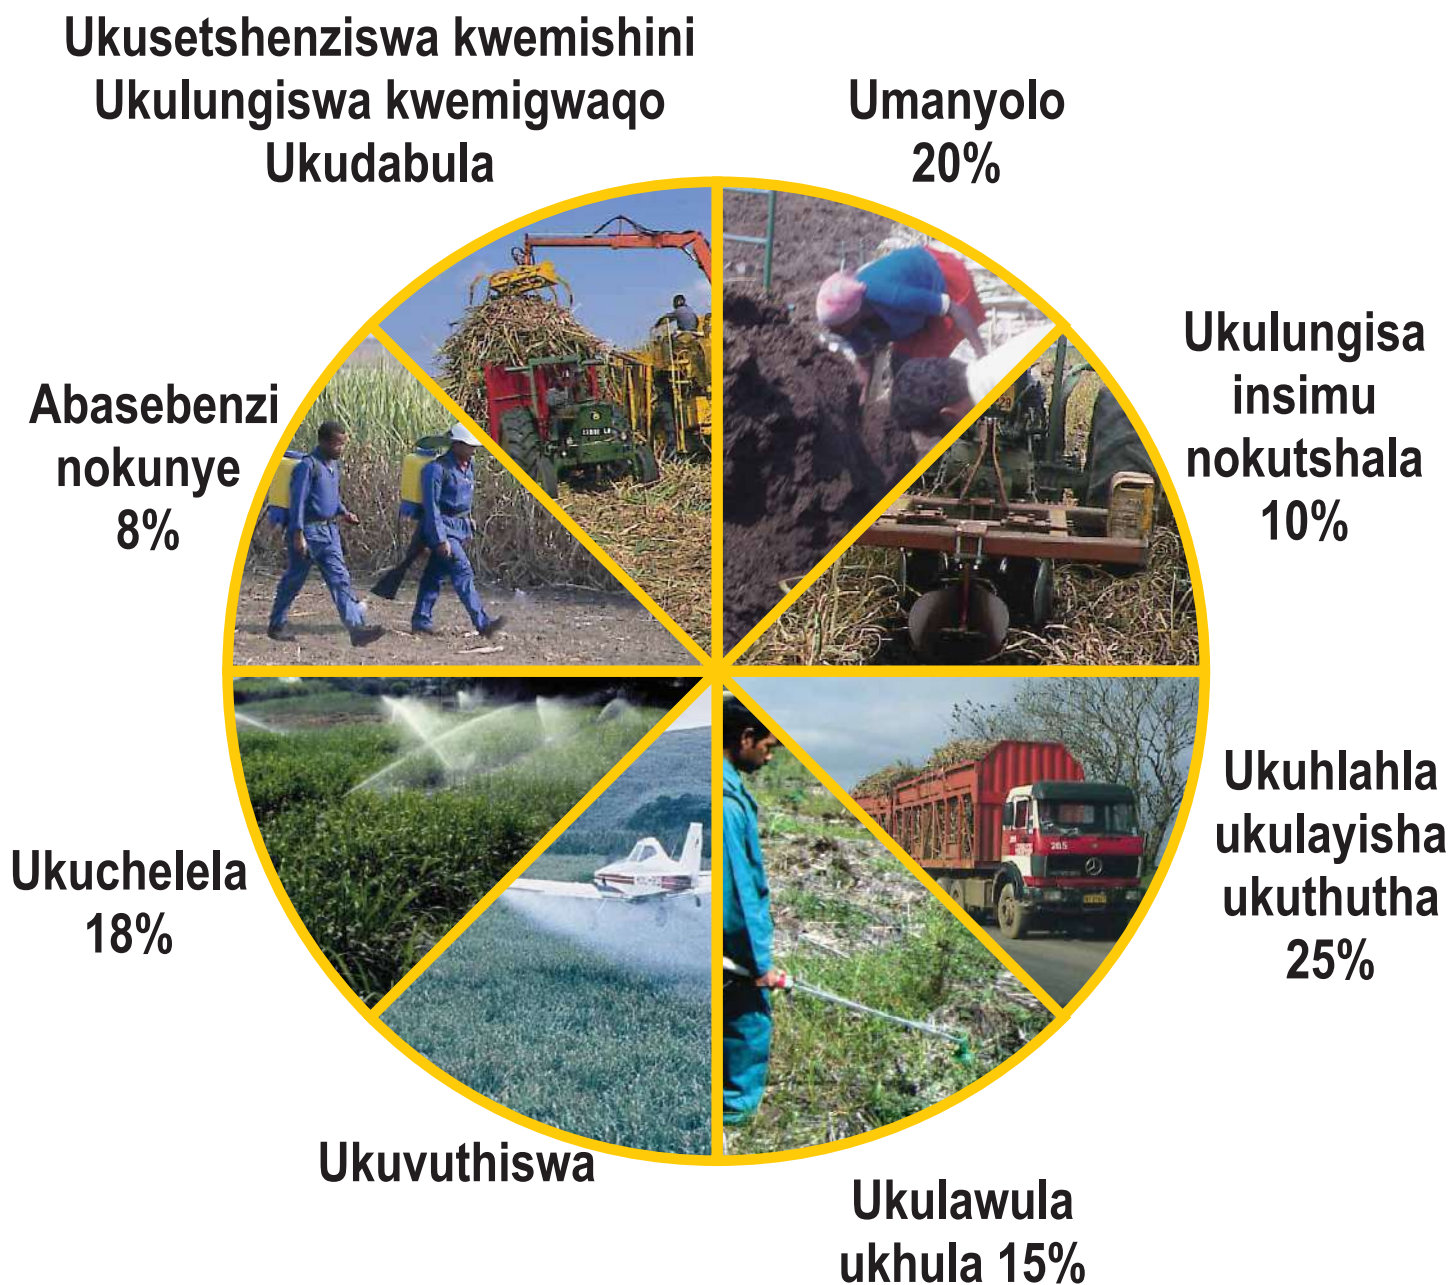 Ukusetshenziswa kwemishini
Ukulungiswa kwemigwaqo
Ukudabula
Umanyolo
20%
Ukulungisa
insimu
nokutshala
10%
Ukuhlahla
ukulayisha
ukuthutha
25%
Ukulawula
ukhula 15%
Ukuvuthiswa
Ukuchelela
18%
Abasebenzi
nokunye
8%